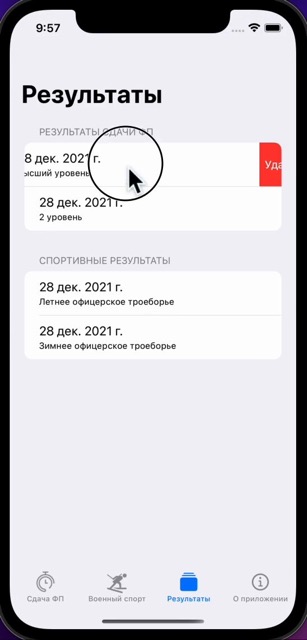 9:57
Результаты
РЕЗУЛЬТАТЫ СДАЧИ ФП
8 дек. 2021 г.
ысший уровень
Уда
28 дек. 2021 г.
2 уровень
СПОРТИВНЫЕ РЕЗУЛЬТАТЫ
28 дек. 2021 г.
Летнее офицерское троеборье
28 дек. 2021 г.
Зимнее офицерское троеборье
Сдача ФП Военный спорт Результаты О приложении